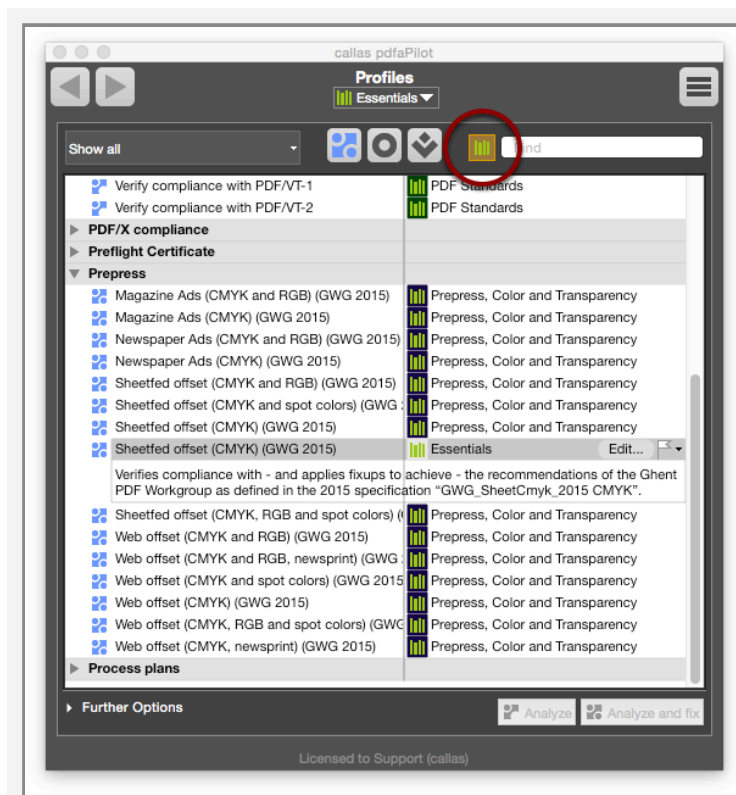 callas pdfaPilot
Profiles
Essentials
Show all
Find
Verify compliance with PDF/VT-1 PDF Standards
Verify compliance with PDF/VT-2 PDF Standards
PDF/X compliance
Preflight Certificate
Prepress
Magazine Ads (CMYK and RGB) (GWG 2015) Prepress, Color and Transparency
Magazine Ads (CMYK) (GWG 2015) Prepress, Color and Transparency
Newspaper Ads (CMYK and RGB) (GWG 2015) Prepress, Color and Transparency
Newspaper Ads (CMYK) (GWG 2015) Prepress, Color and Transparency
Sheetfed offset (CMYK and RGB) (GWG 2015) Prepress, Color and Transparency
Sheetfed offset (CMYK and spot colors) (GWG Prepress, Color and Transparency
Sheetfed offset (CMYK) (GWG 2015) Prepress, Color and Transparency
Sheetfed offset (CMYK) (GWG 2015) Essentials Edit...
Verifies compliance with - and applies fixups to achieve - the recommendations of the Ghent
PDF Workgroup as defined in the 2015 specification “GWG_SheetCmyk_2015 CMYK”.
Sheetfed offset (CMYK, RGB and spot colors) ( Prepress, Color and Transparency
Web offset (CMYK and RGB) (GWG 2015) Prepress, Color and Transparency
Web offset (CMYK and RGB, newsprint) (GWG Prepress, Color and Transparency
Web offset (CMYK and spot colors) (GWG 2015 Prepress, Color and Transparency
Web offset (CMYK) (GWG 2015) Prepress, Color and Transparency
Web offset (CMYK, RGB and spot colors) (GWG Prepress, Color and Transparency
Web offset (CMYK, newsprint) (GWG 2015) Prepress, Color and Transparency
Process plans
Further Options
Analyze
Analyze and fix
Licensed to Support (callas)